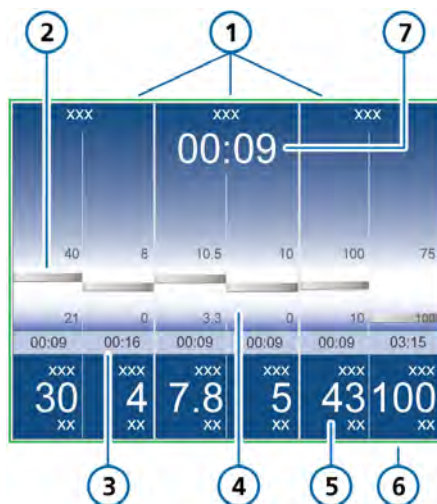 2 1 7
xxx xxx xxx
00:09
40 8 10.5 10 100 75
21 0 3.3 0 10 100
00:09 00:16 00:09 00:09 00:09 03:15
xxx xxx xxx xxx xxx xxx
30 4 7.8 5 43 100
xx xx xx xx xx xx
3 4 5 6